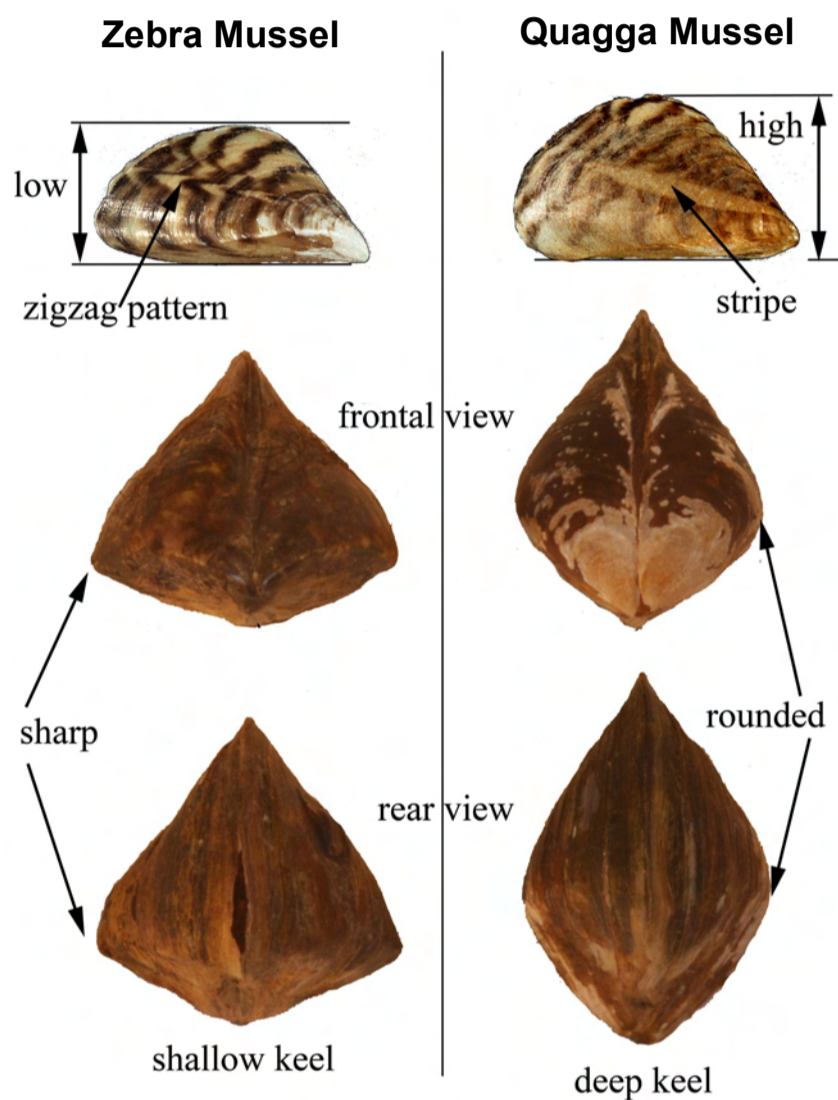 Zebra Mussel
Quagga Mussel
low
high
zigzag pattern
stripe
frontal view
sharp
rounded
rear view
shallow keel
deep keel